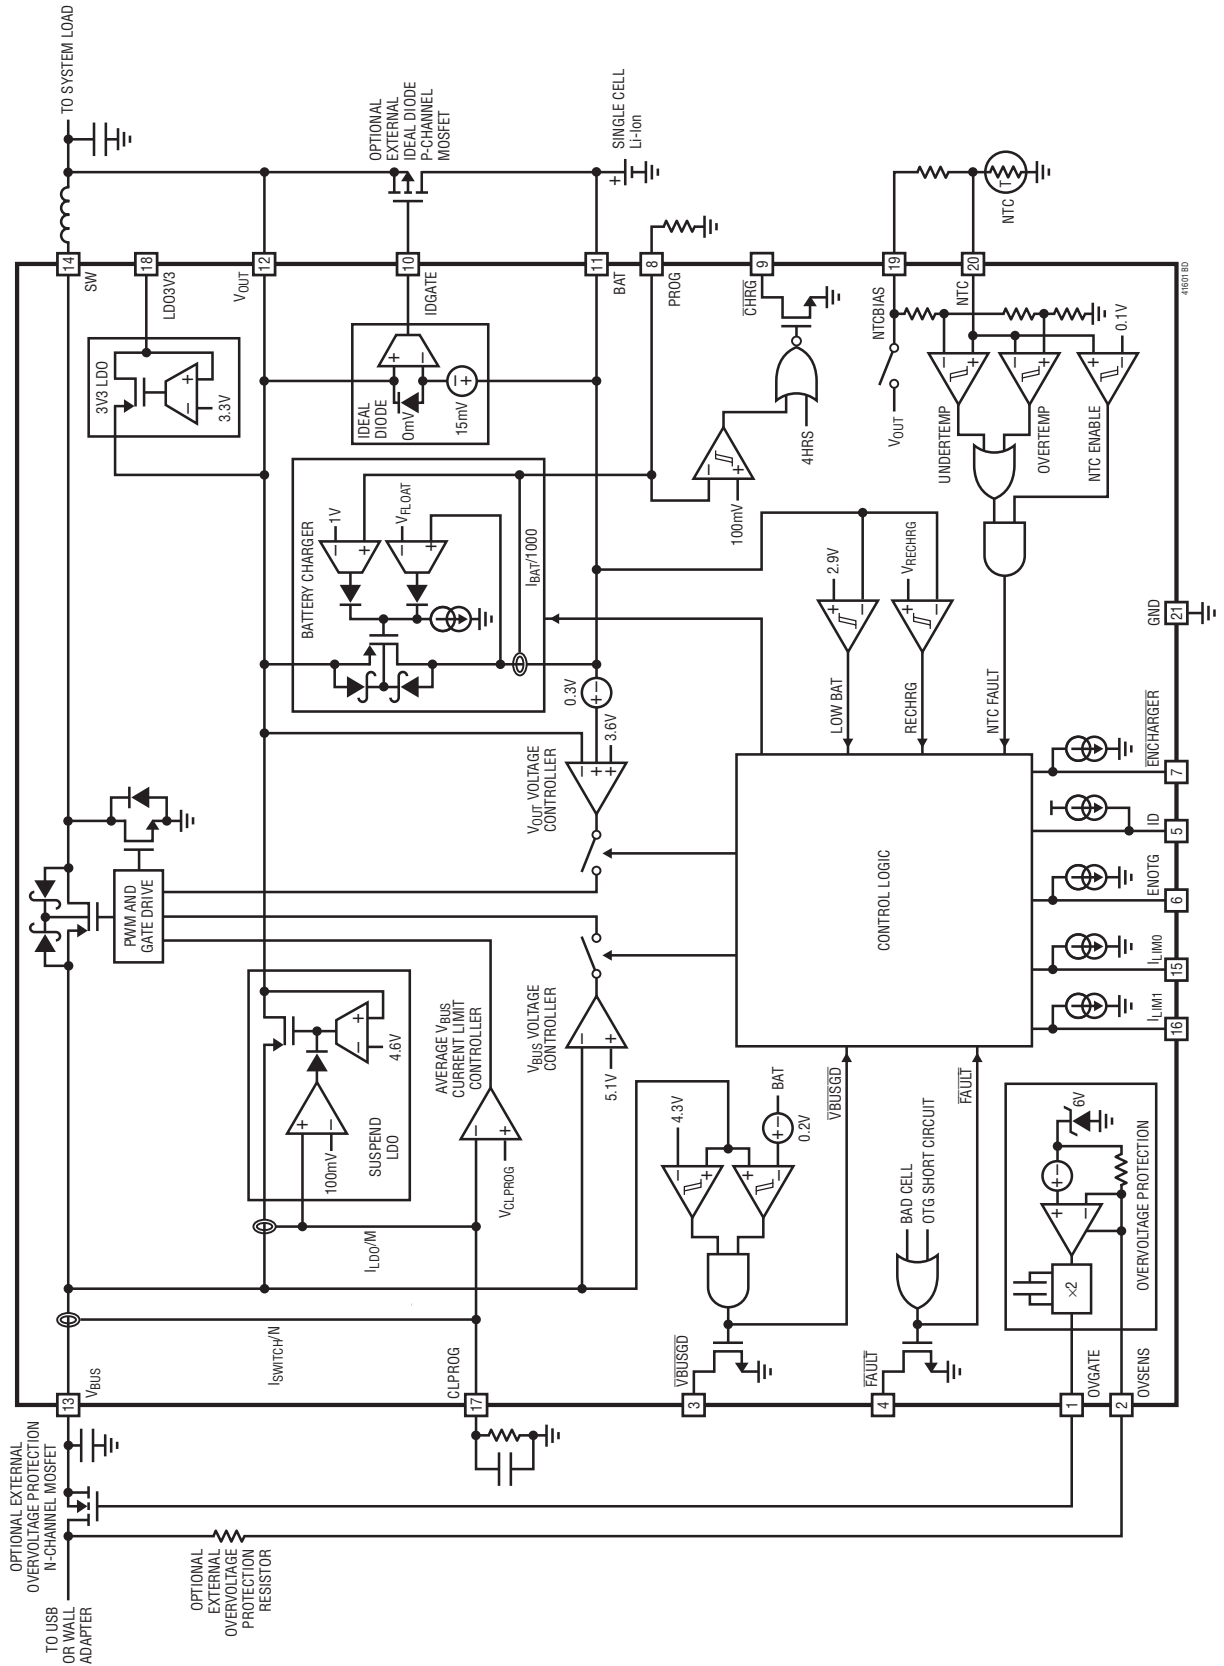 TO USB
OR WALL
ADAPTER
OPTIONAL EXTERNAL
OVERVOLTAGE PROTECTION
N-CHANNEL MOSFET
OPTIONAL
EXTERNAL
OVERVOLTAGE
PROTECTION
RESISTOR
13
VBUS
ISWITCH/N
ILDO/M
17
CLPROG
SUSPEND
LDO
100mV
4.6V
+
–
–
+
AVERAGE VBUS
CURRENT LIMIT
CONTROLLER
VCLPROG
–
+
VBUS VOLTAGE
CONTROLLER
5.1V
–
+
PWM AND
GATE DRIVE
VOUT VOLTAGE
CONTROLLER
0.3V
3.6V
+ –
–
+
+
BATTERY CHARGER
1V
VFLOAT
–
+
–
+
IBAT/1000
3V3 LDO
3.3V
–
+
IDEAL
DIODE
0mV
15mV
+
–
– +
14
SW
18
LDO3V3
12
VOUT
10
IDGATE
11
BAT
8
PROG
9
CHRG
19
NTCBIAS
20
NTC
TO SYSTEM LOAD
OPTIONAL
EXTERNAL
IDEAL DIODE
P-CHANNEL
MOSFET
SINGLE CELL
Li-Ion
+
T
NTC
100mV
–
+
4HRS
VOUT
UNDERTEMP
OVERTEMP
NTC ENABLE
0.1V
–
+
–
+
+
–
2.9V
+
–
VRECHRG
+
–
LOW BAT
RECHRG
NTC FAULT
CONTROL LOGIC
4.3V
–
+
BAT
0.2V
+ –
+
–
VBUSGD
VBUSGD
3
BAD CELL
OTG SHORT CIRCUIT
FAULT
FAULT
4
OVERVOLTAGE PROTECTION
6V
+ –
+
–
×2
1
OVGATE
2
OVSENS
16
ILIM1
15
ILIM0
6
ENOTG
5
ID
7
ENCHARGER
21
GND
41601 BD